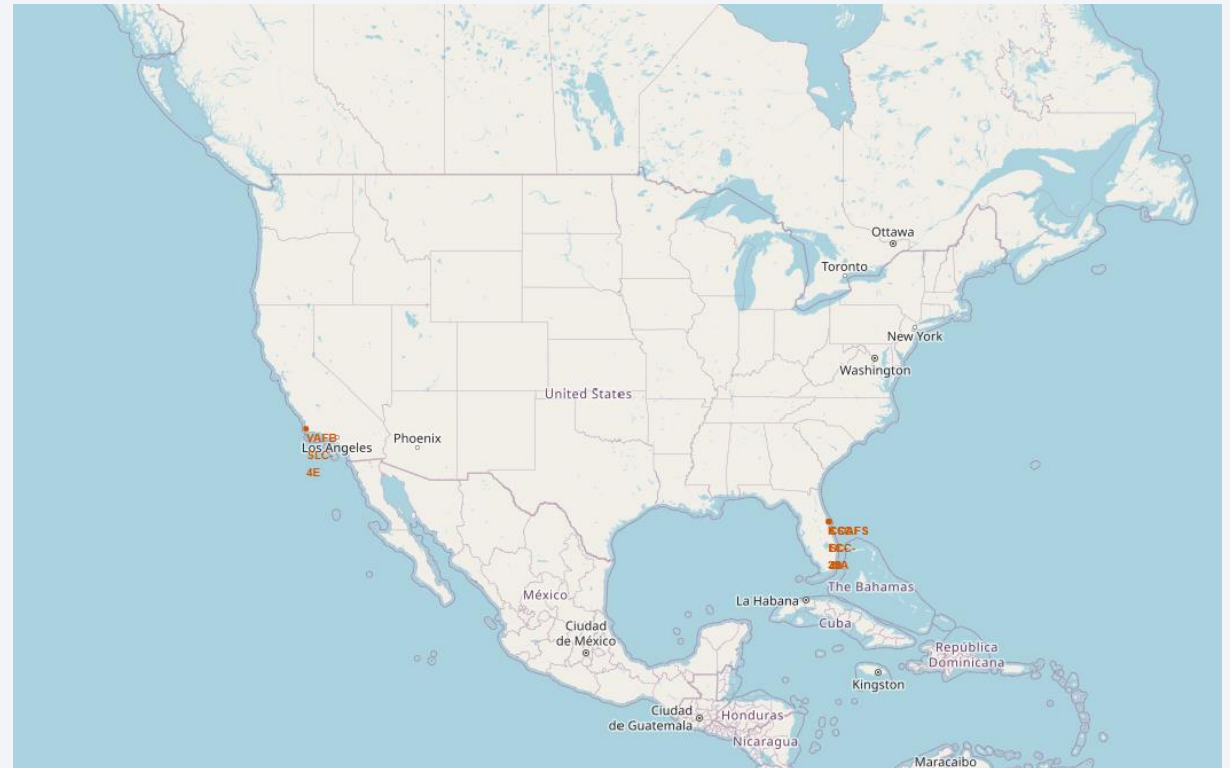 Ottawa
Toronto
New York
Washington
United States
VAFB
Los Angeles
SLC-
4E
Phoenix
The Bahamas
México
La Habana
Cuba
Ciudad
de México
República
Dominicana
Kingston
Ciudad
de Guatemala
Honduras
Nicaragua
Maracaibo